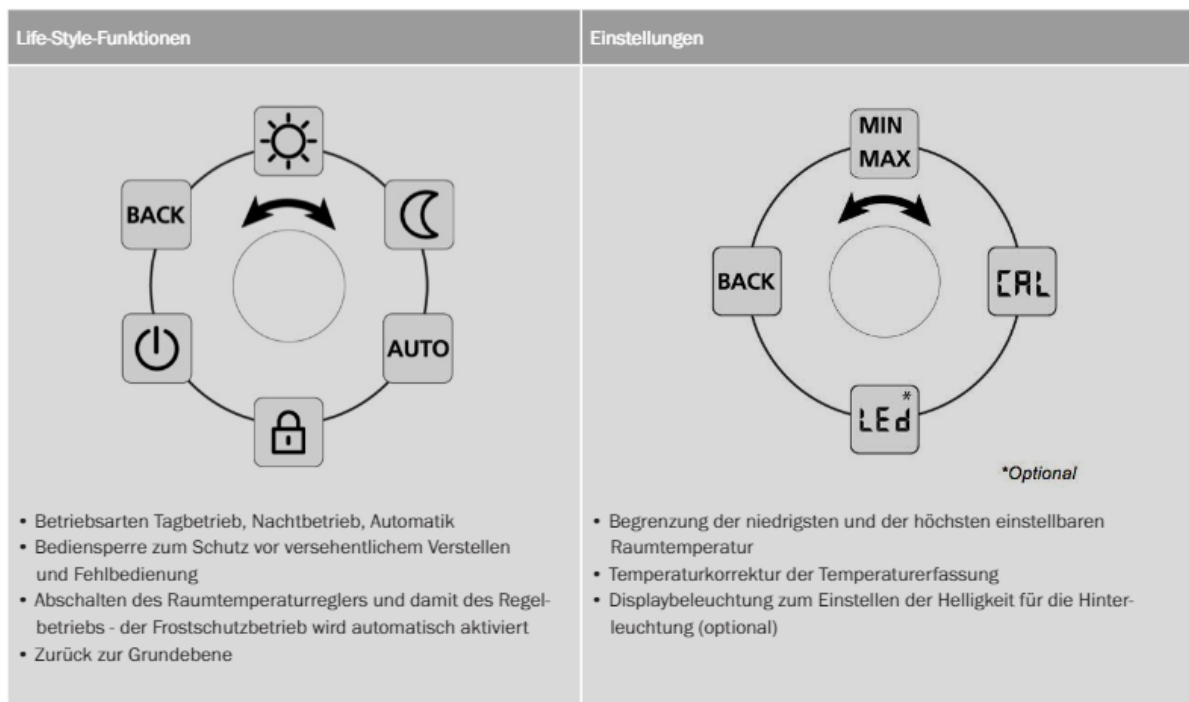 Life-Style-Funktionen
BACK
AUTO
• Betriebsarten Tagbetrieb, Nachtbetrieb, Automatik
• Bediensperre zum Schutz vor versehentlichem Verstellen
und Fehlbedienung
• Abschalten des Raumtemperaturreglers und damit des Regel-
betriebs - der Frostschutzbetrieb wird automatisch aktiviert
• Zurück zur Grundebene
Einstellungen
MIN
MAX
BACK
CAL
LEd*
*Optional
• Begrenzung der niedrigsten und der höchsten einstellbaren
Raumtemperatur
• Temperaturkorrektur der Temperaturerfassung
• Displaybeleuchtung zum Einstellen der Helligkeit für die Hinter-
leuchtung (optional)